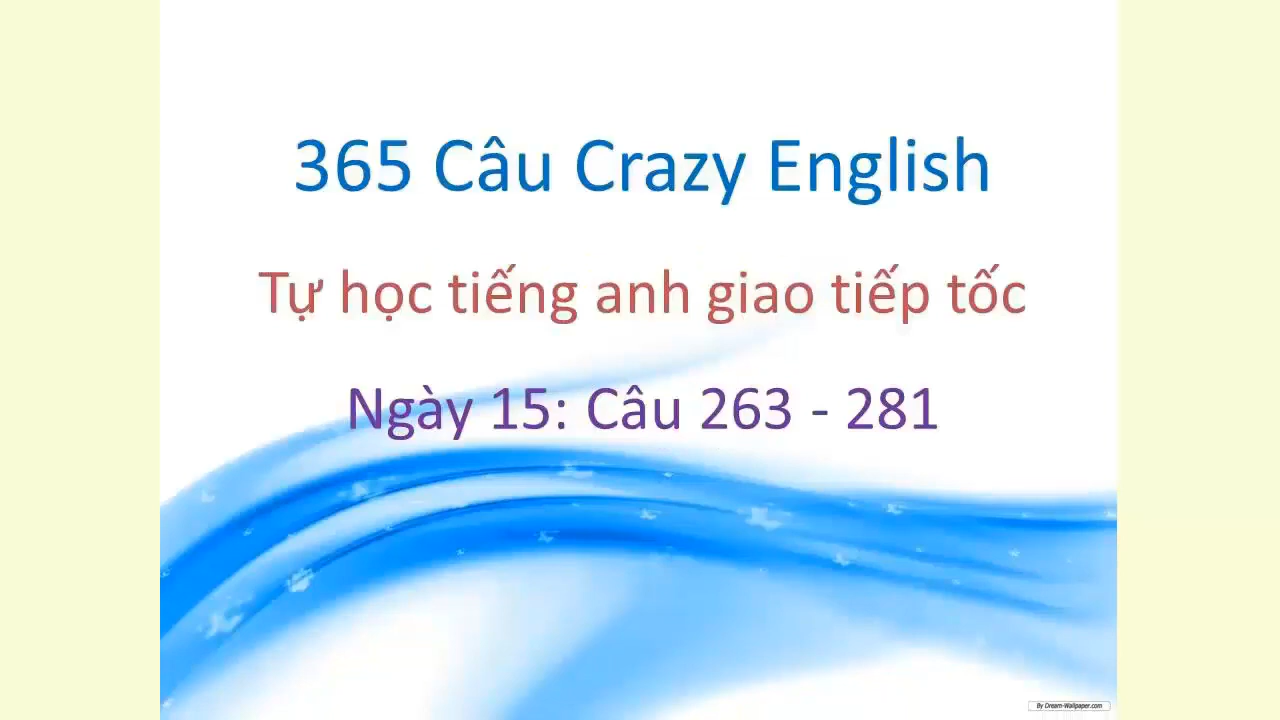 365 Câu Crazy English
Tự học tiếng anh giao tiếp tốc
Ngày 15: Câu 263 - 281
By Dream-Wallpaper.com